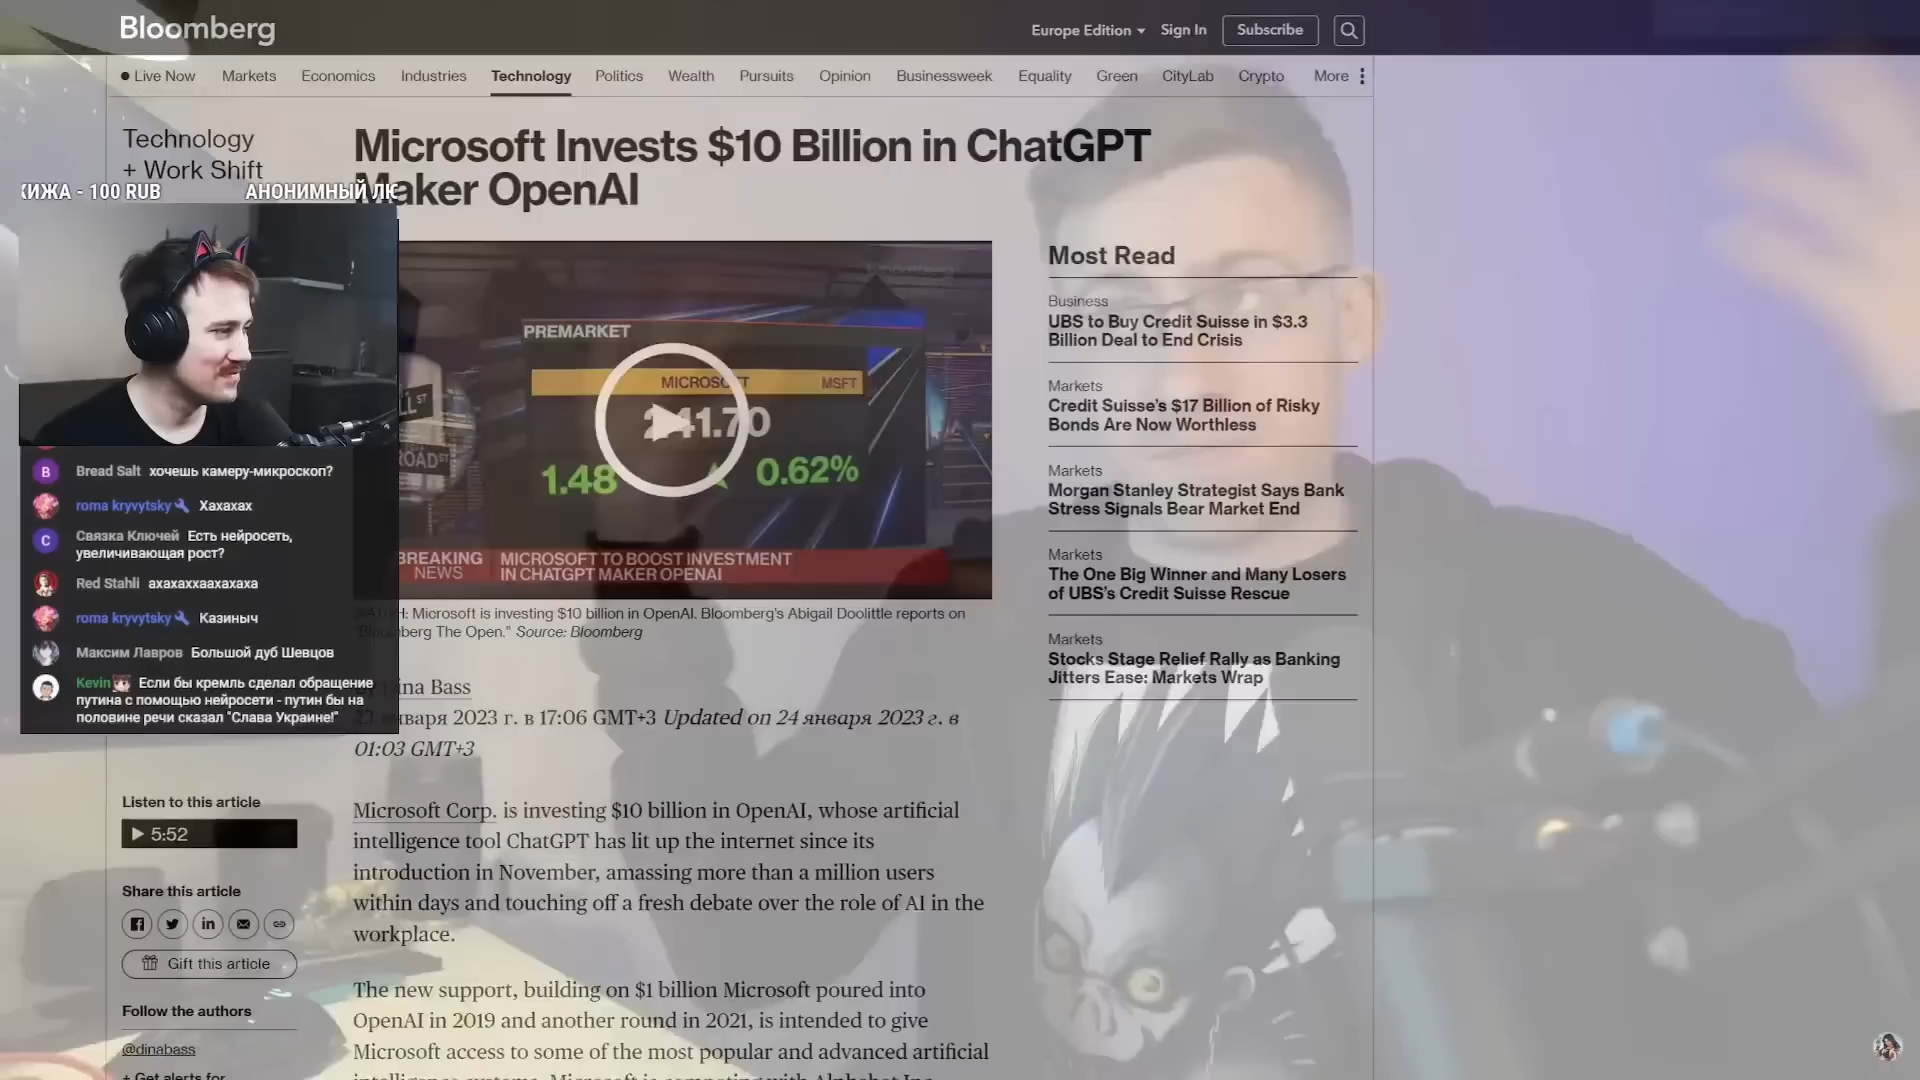 Bloomberg
Europe Edition
Sign In
Subscribe
Live Now
Markets
Economics
Industries
Technology
Politics
Wealth
Pursuits
Opinion
Businessweek
Equality
Green
CityLab
Crypto
More
Technology
+ Work Shift
Microsoft Invests $10 Billion in ChatGPT
Maker OpenAI
- 100 RUB
АНОНИМНЫЙ
PREMARKET
MICROSOFT
MSFT
241.70
1.48
0.62%
BREAKING
NEWS
MICROSOFT TO BOOST INVESTMENT
IN CHATGPT MAKER OPENAI
Microsoft is investing $10 billion in OpenAI. Bloomberg's Abigail Doolittle reports on
"Bloomberg The Open." Source: Bloomberg
Bread Salt хочешь камеру-микроскоп?
roma kryvytsky Хахахах
Связка Ключей Есть нейросеть,
увеличивающая рост?
Red Stahli ахахаххаахахаха
roma kryvytsky Казиныч
Максим Лавров Большой дуб Шевцов
Kevin Если бы кремль сделал обращение
путина с помощью нейросети - путин бы на
половине речи сказал "Слава Украине!"
Dina Bass
января 2023 г. в 17:06 GMT+3 Updated on 24 января 2023 г. в
01:03 GMT+3
Listen to this article
5:52
Share this article
Gift this article
Follow the authors
@dinabass
+ Get alerts for
Microsoft Corp. is investing $10 billion in OpenAI, whose artificial
intelligence tool ChatGPT has lit up the internet since its
introduction in November, amassing more than a million users
within days and touching off a fresh debate over the role of AI in the
workplace.
The new support, building on $1 billion Microsoft poured into
OpenAI in 2019 and another round in 2021, is intended to give
Microsoft access to some of the most popular and advanced artificial
Most Read
Business
UBS to Buy Credit Suisse in $3.3
Billion Deal to End Crisis
Markets
Credit Suisse's $17 Billion of Risky
Bonds Are Now Worthless
Markets
Morgan Stanley Strategist Says Bank
Stress Signals Bear Market End
Markets
The One Big Winner and Many Losers
of UBS's Credit Suisse Rescue
Markets
Stocks Stage Relief Rally as Banking
Jitters Ease: Markets Wrap